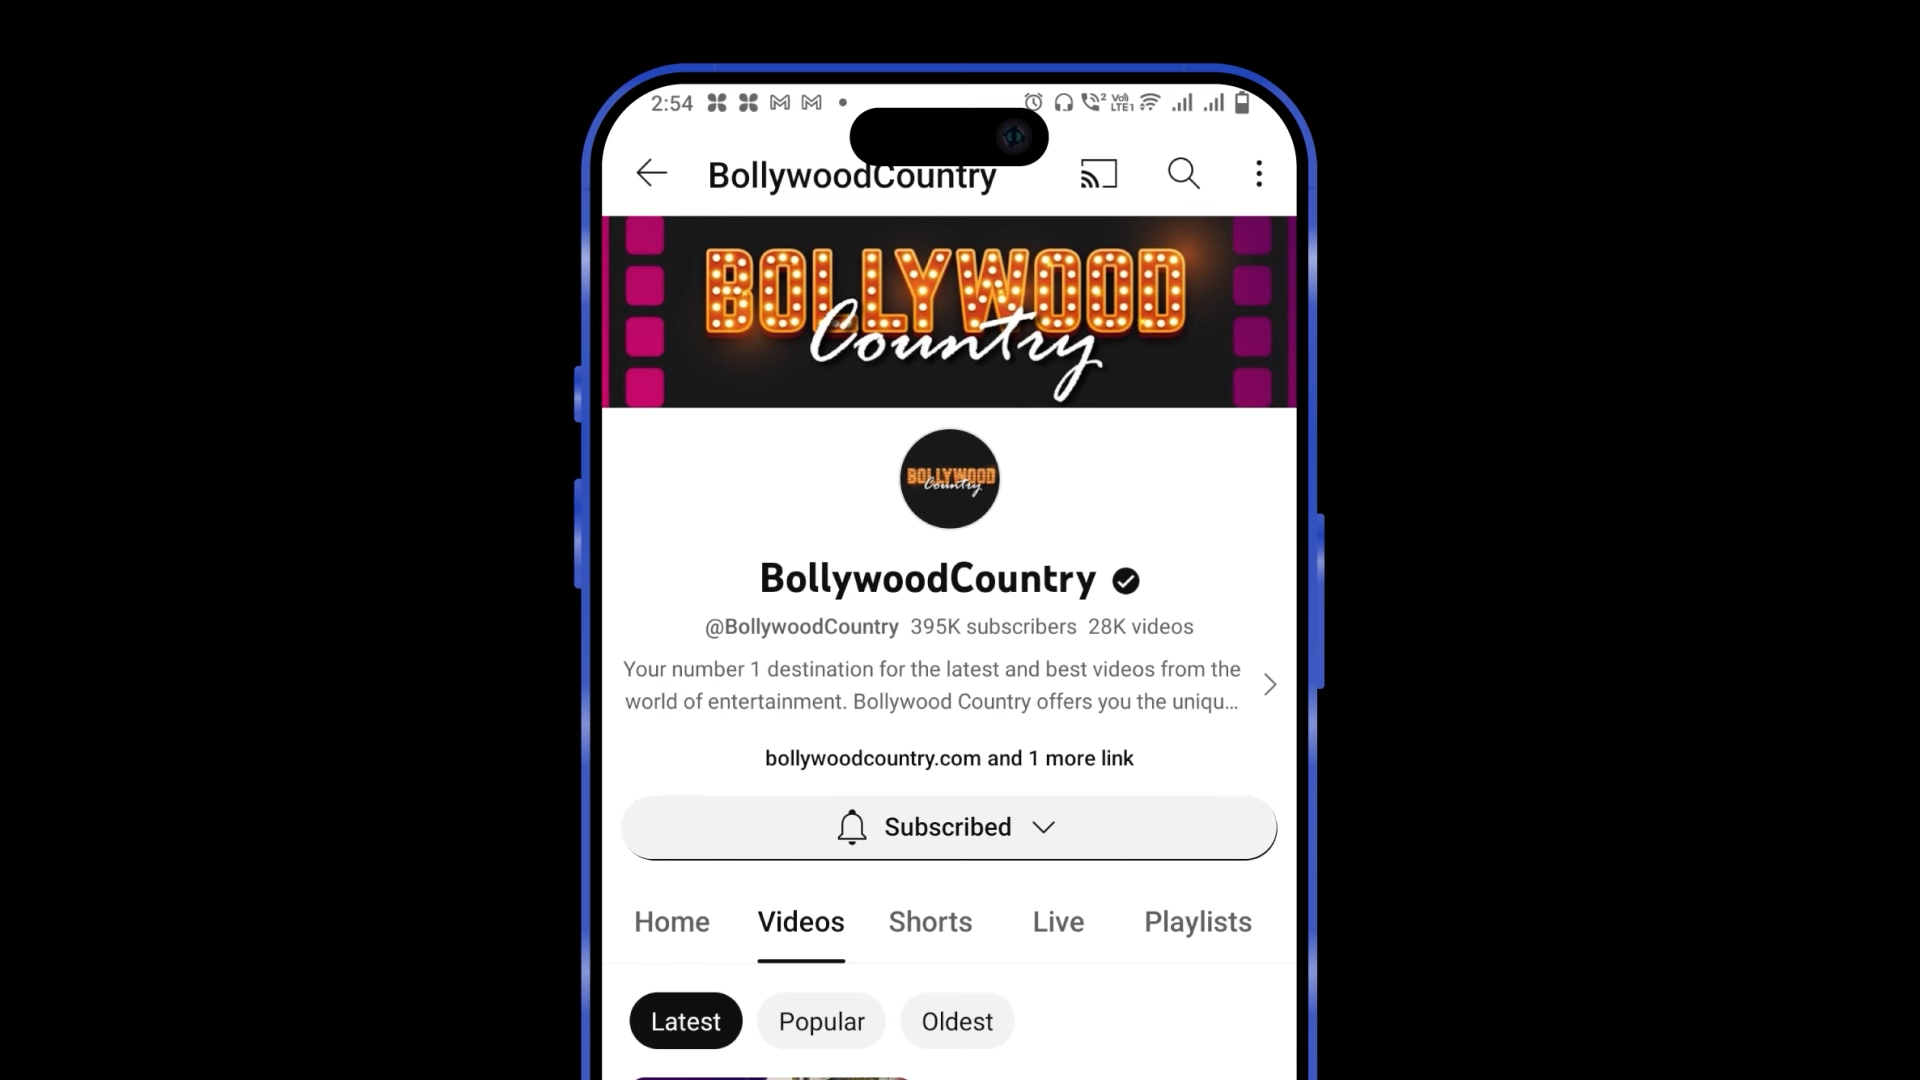 2:54
VoI) LTE1
BollywoodCountry
BOLLYWOOD
Country
BOLLYWOOD
Country
BollywoodCountry
@BollywoodCountry 395K subscribers 28K videos
Your number 1 destination for the latest and best videos from the
world of entertainment. Bollywood Country offers you the uniqu...
bollywoodcountry.com and 1 more link
Subscribed
Home Videos Shorts Live Playlists
Latest Popular Oldest